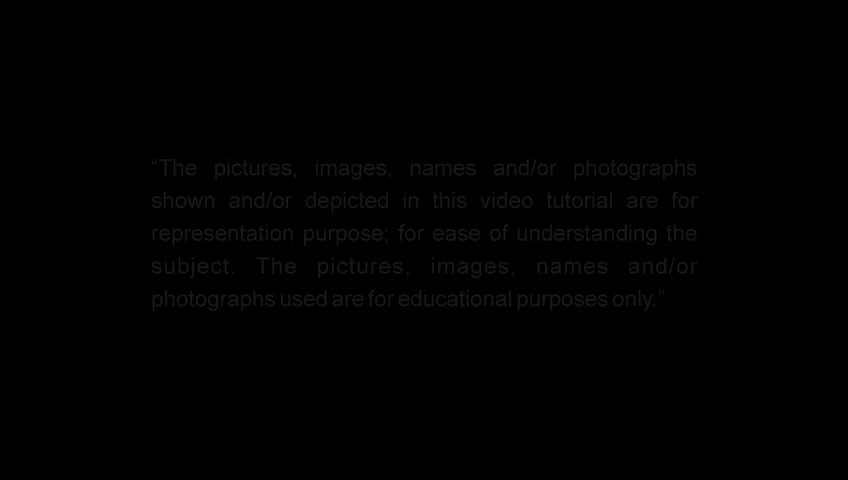 “The pictures, images, names and/or photographs
shown and/or depicted in this video tutorial are for
representation purpose; for ease of understanding the
subject. The pictures, images, names and/or
photographs used are for educational purposes only.”